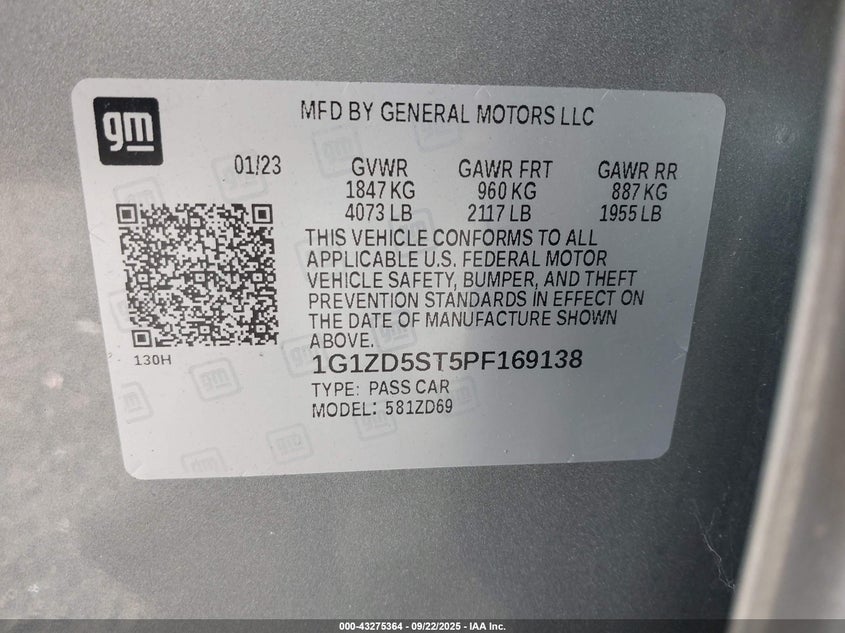 gm
MFD BY GENERAL MOTORS LLC
01/23 GVWR GAWR FRT GAWR RR
1847 KG 960 KG 887 KG
4073 LB 2117 LB 1955 LB
THIS VEHICLE CONFORMS TO ALL
APPLICABLE U.S. FEDERAL MOTOR
VEHICLE SAFETY, BUMPER, AND THEFT
PREVENTION STANDARDS IN EFFECT ON
THE DATE OF MANUFACTURE SHOWN
ABOVE.
130H
1G1ZD5ST5PF169138
TYPE: PASS CAR
MODEL: 581ZD69
000-43275364 - 09/22/2025 - IAA Inc.